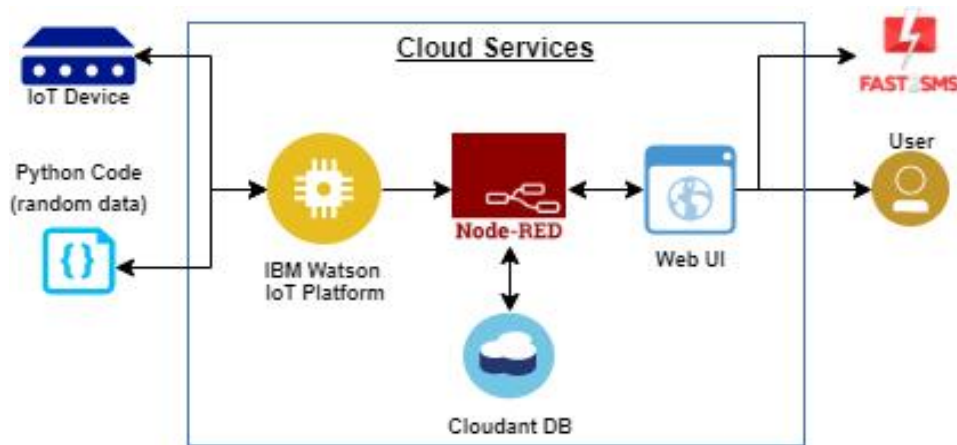 Cloud Services
IoT Device
Python Code
(random data)
{}
IBM Watson
IoT Platform
Node-RED
Cloudant DB
Web UI
FAST2SMS
User